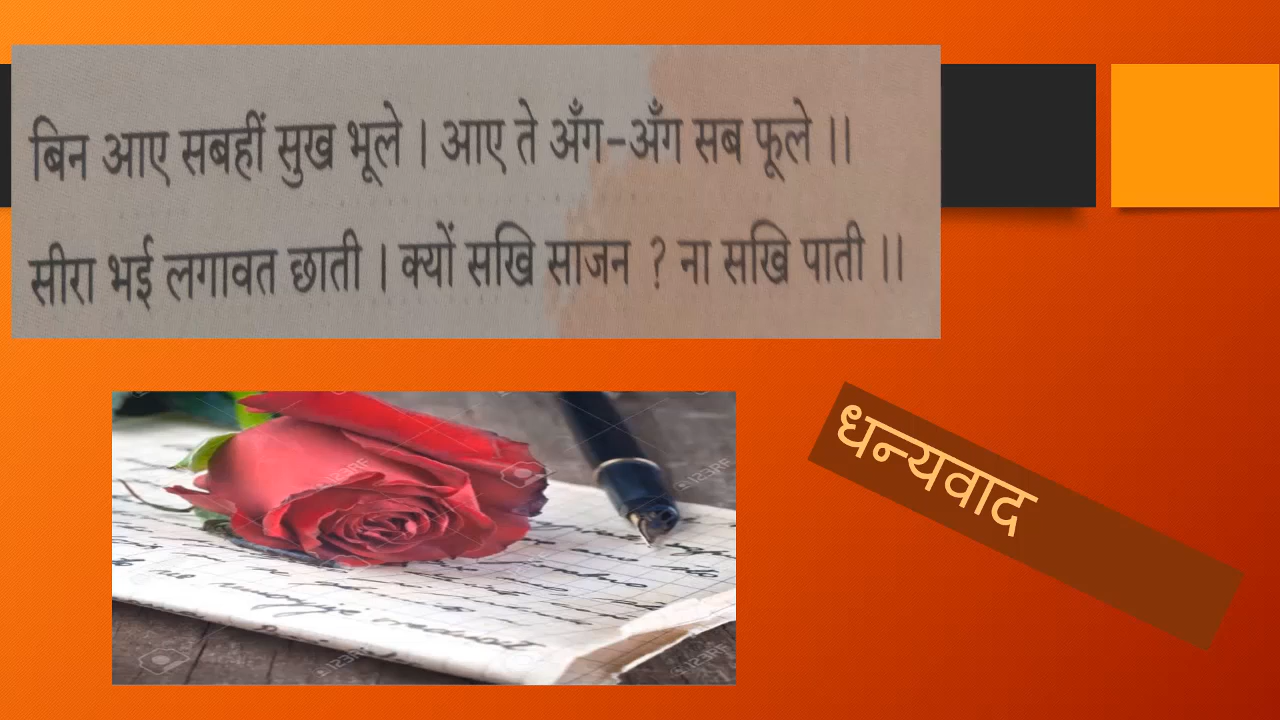 बिन आए सबहीं सुख भूले । आए ते अँग-अँग सब फूले ।।
सीरा भई लगावत छाती । क्यों सखि साजन ? ना सखि पाती ।।
धन्यवाद